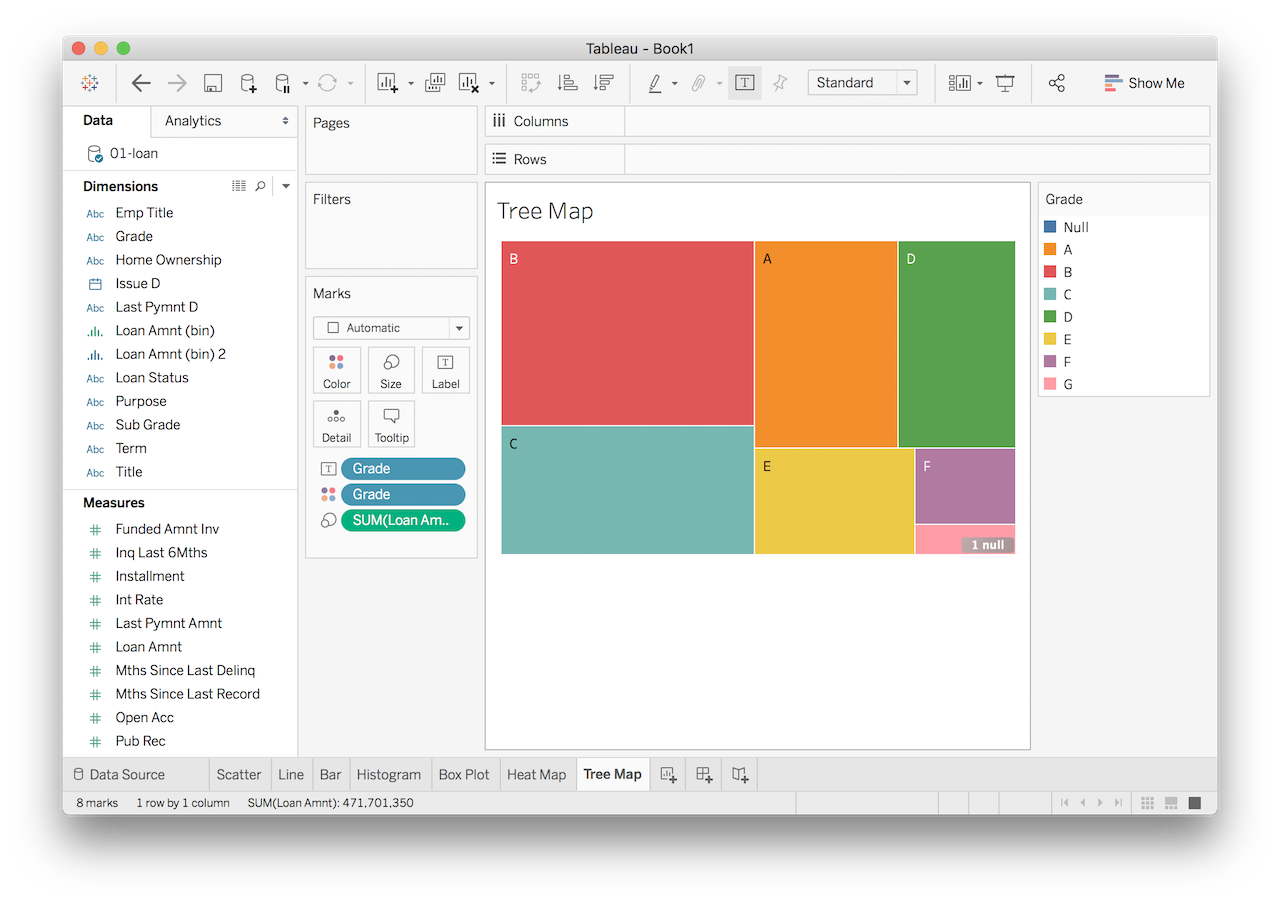 Tableau - Book1
Standard
Show Me
Data
Analytics
01-loan
Dimensions
Abc Emp Title
Abc Grade
Abc Home Ownership
Issue D
Abc Last Pymnt D
Loan Amnt (bin)
Loan Amnt (bin) 2
Abc Loan Status
Abc Purpose
Abc Sub Grade
Abc Term
Abc Title
Measures
# Funded Amnt Inv
# Inq Last 6Mths
# Installment
# Int Rate
# Last Pymnt Amnt
# Loan Amnt
# Mths Since Last Delinq
# Mths Since Last Record
# Open Acc
# Pub Rec
Pages
Filters
Marks
Automatic
Color
Size
T
Label
Detail
Tooltip
T Grade
Grade
SUM(Loan Am..
Columns
Rows
Tree Map
B
A
D
C
E
F
1 null
Grade
Null
A
B
C
D
E
F
G
Data Source
Scatter
Line
Bar
Histogram
Box Plot
Heat Map
Tree Map
8 marks
1 row by 1 column
SUM(Loan Amnt): 471,701,350